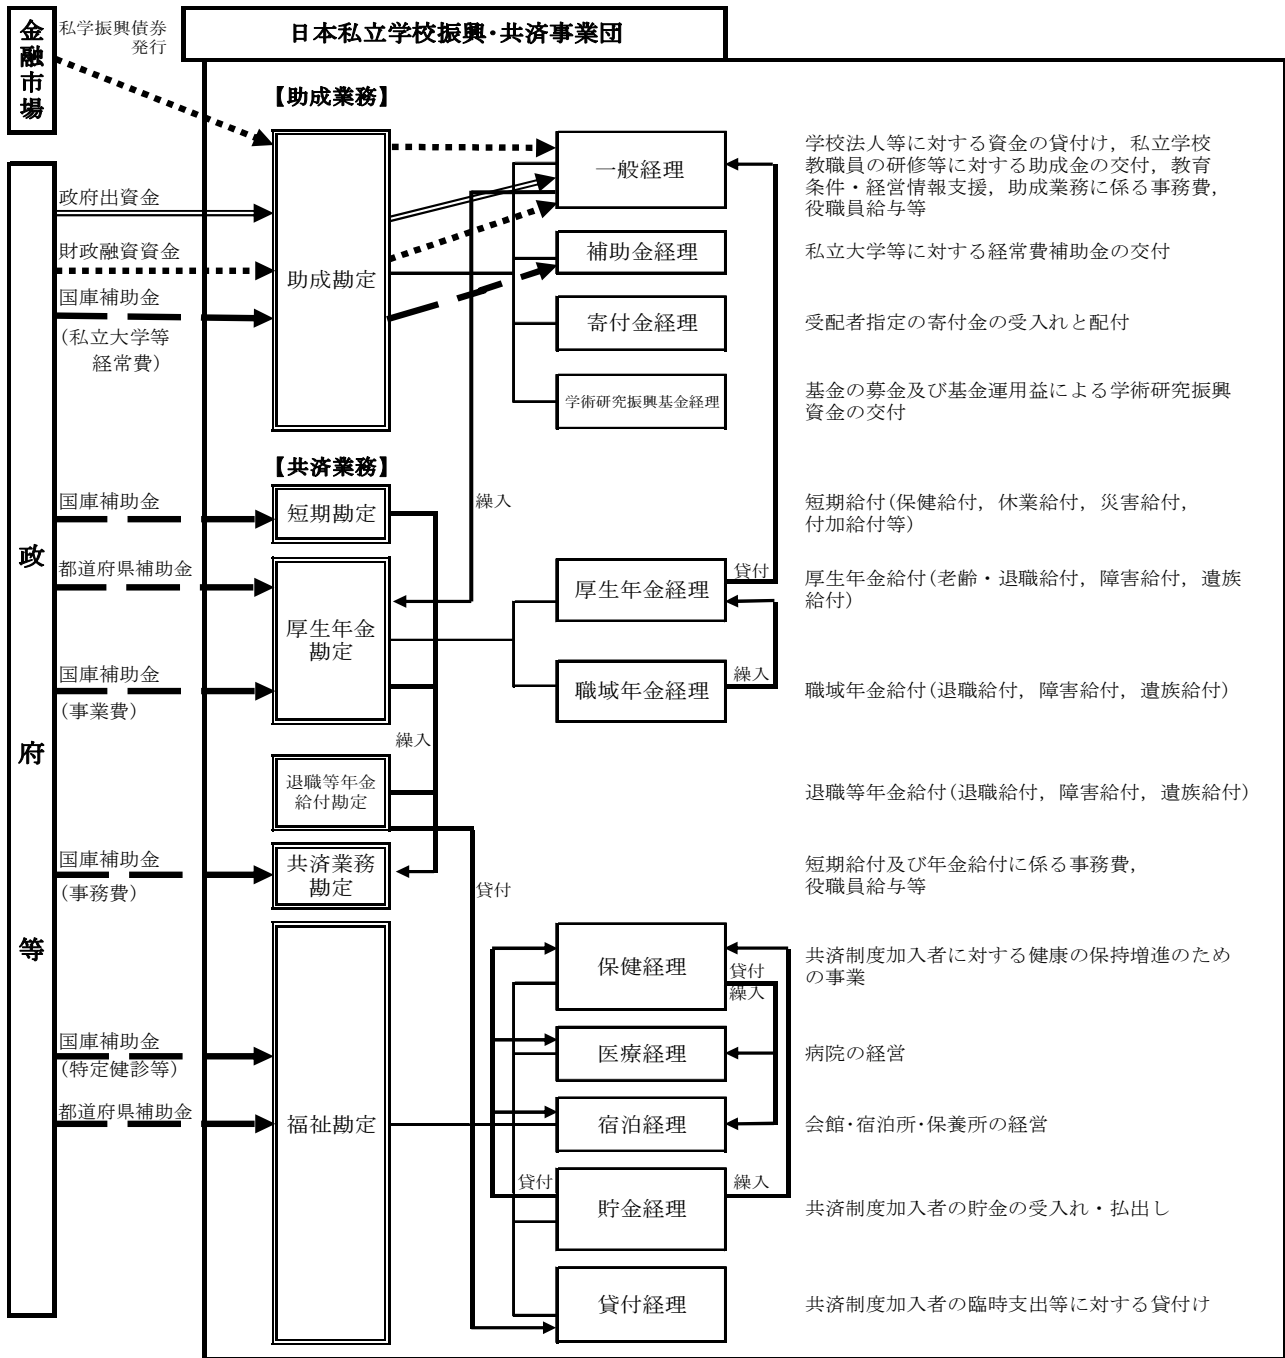 金融市場
私学振興債券
発行
日本私立学校振興・共済事業団
【助成業務】
政府等
政府出資金
財政融資資金
国庫補助金
(私立大学等
経常費)
助成勘定
一般経理
学校法人等に対する資金の貸付け，私立学校
教職員の研修等に対する助成金の交付，教育
条件・経営情報支援，助成業務に係る事務費，
役職員給与等
補助金経理
私立大学等に対する経常費補助金の交付
寄付金経理
受配者指定の寄付金の受入れと配付
学術研究振興基金経理
基金の募金及び基金運用益による学術研究振興
資金の交付
【共済業務】
繰入
国庫補助金
短期勘定
短期給付(保健給付，休業給付，災害給付，
付加給付等)
都道府県補助金
国庫補助金
(事業費)
厚生年金
勘定
厚生年金経理
貸付
厚生年金給付(老齢・退職給付，障害給付，遺族
給付)
職域年金経理
繰入
職域年金給付(退職給付，障害給付，遺族給付)
繰入
退職等年金
給付勘定
退職等年金給付(退職給付，障害給付，遺族給付)
国庫補助金
(事務費)
共済業務
勘定
貸付
短期給付及び年金給付に係る事務費，
役職員給与等
国庫補助金
(特定健診等)
都道府県補助金
福祉勘定
保健経理
貸付
繰入
共済制度加入者に対する健康の保持増進のため
の事業
医療経理
病院の経営
宿泊経理
会館・宿泊所・保養所の経営
貸付
貯金経理
繰入
共済制度加入者の貯金の受入れ・払出し
貸付経理
共済制度加入者の臨時支出等に対する貸付け